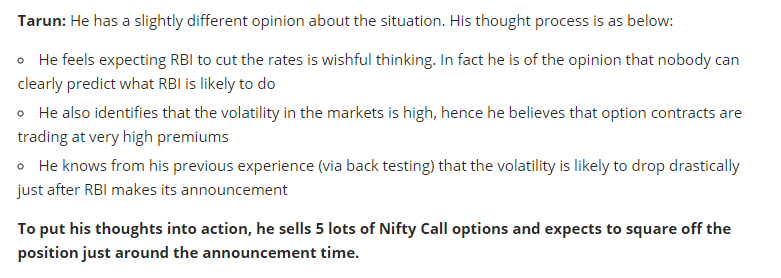 Tarun: He has a slightly different opinion about the situation. His thought process is as below:
○ He feels expecting RBI to cut the rates is wishful thinking. In fact he is of the opinion that nobody can
clearly predict what RBI is likely to do
○ He also identifies that the volatility in the markets is high, hence he believes that option contracts are
trading at very high premiums
○ He knows from his previous experience (via back testing) that the volatility is likely to drop drastically
just after RBI makes its announcement
To put his thoughts into action, he sells 5 lots of Nifty Call options and expects to square off the
position just around the announcement time.